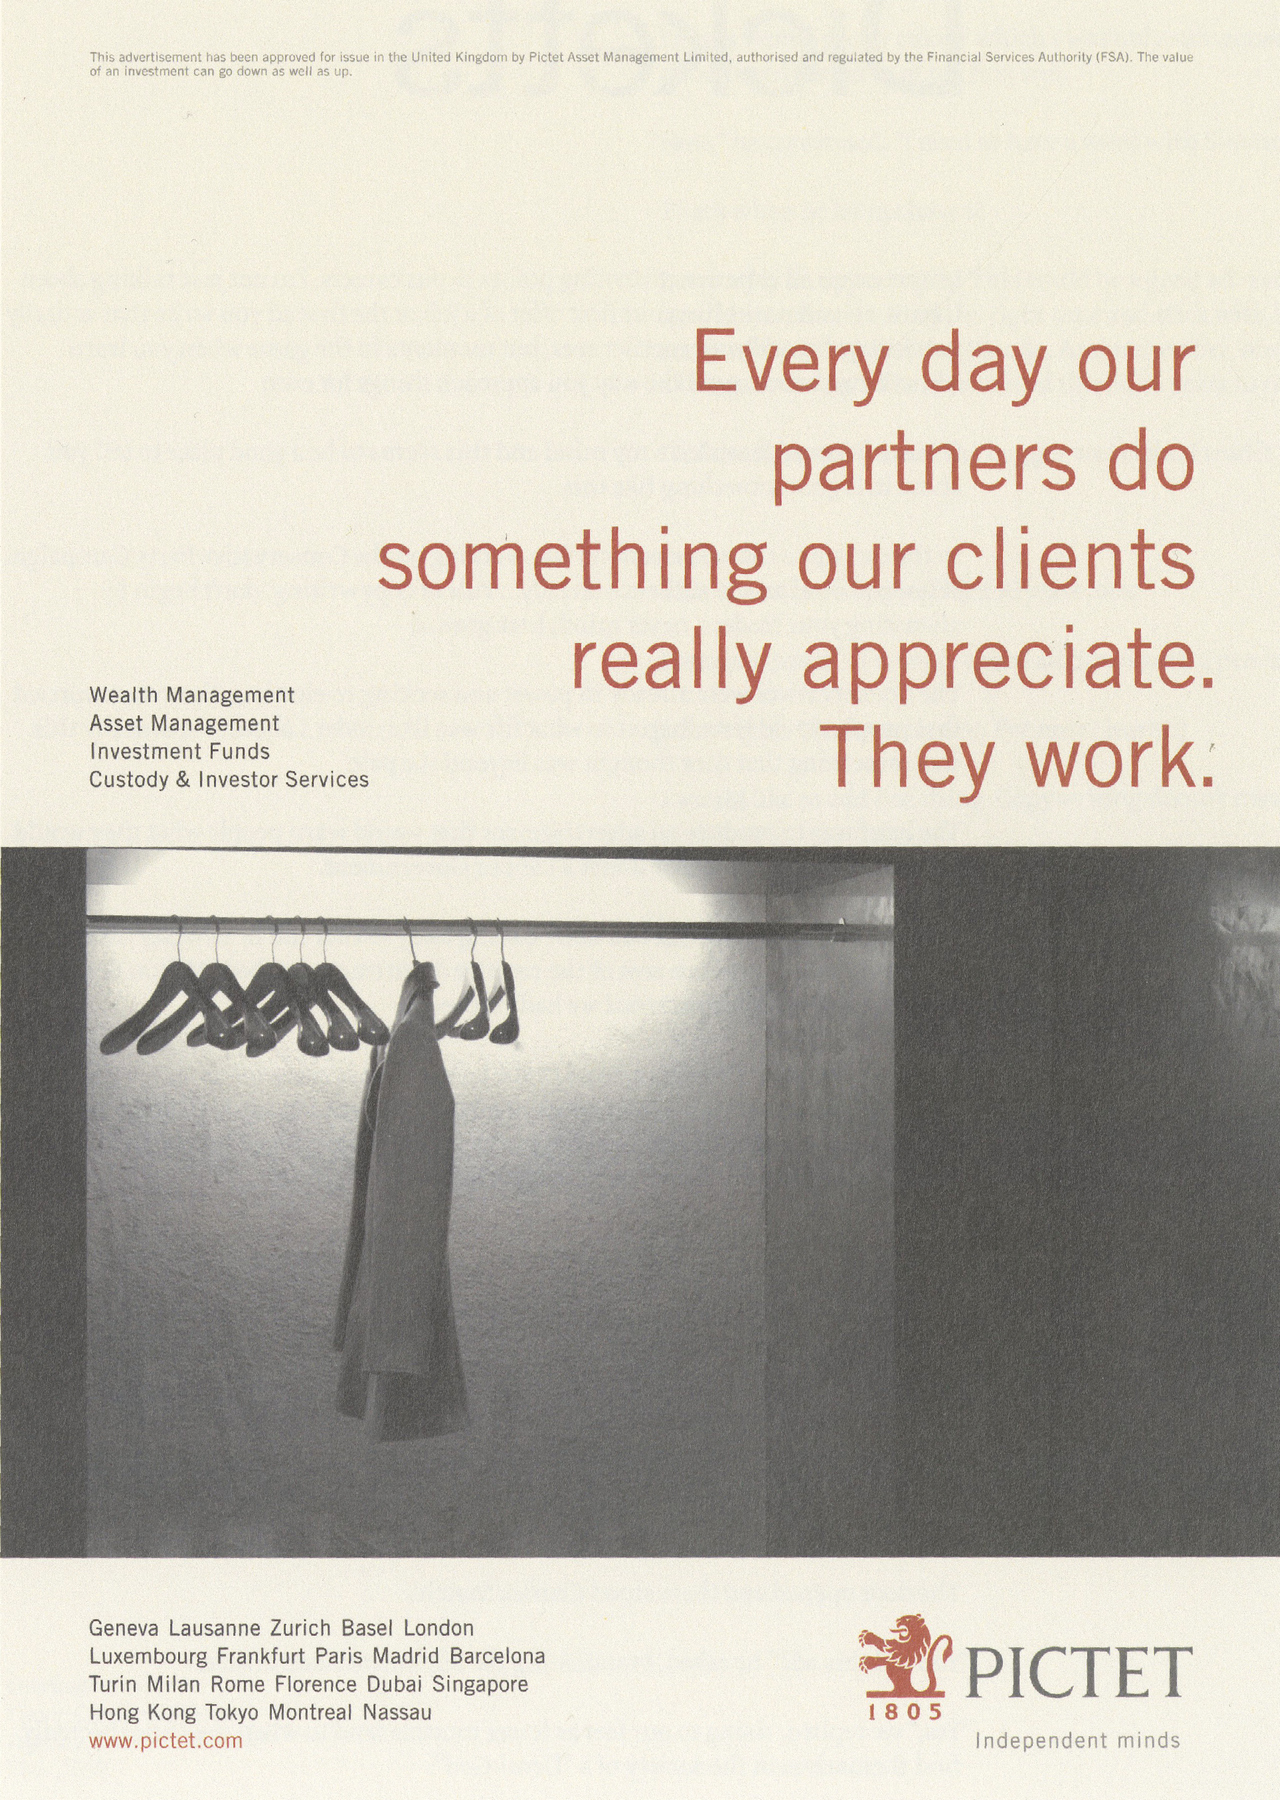 This advertisement has been approved for issue in the United Kingdom by Pictet Asset Management Limited, authorised and regulated by the Financial Services Authority (FSA). The value
of an investment can go down as well as up.
Every day our
partners do
something our clients
really appreciate.
They work.
Wealth Management
Asset Management
Investment Funds
Custody & Investor Services
Geneva Lausanne Zurich Basel London
Luxembourg Frankfurt Paris Madrid Barcelona
Turin Milan Rome Florence Dubai Singapore
Hong Kong Tokyo Montreal Nassau
www.pictet.com
PICTET
1805
Independent minds